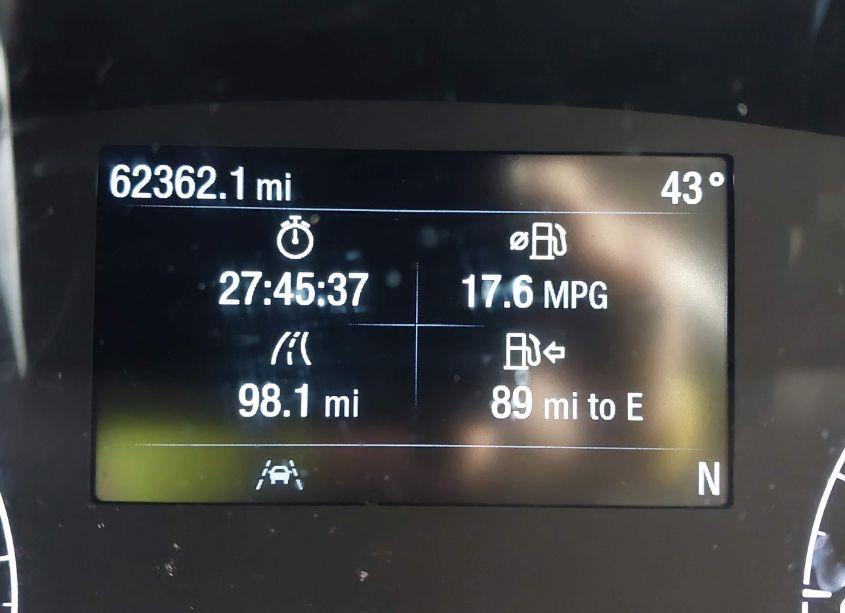 62362.1 mi 43°
27:45:37 17.6 MPG
98.1 mi 89 mi to E
N